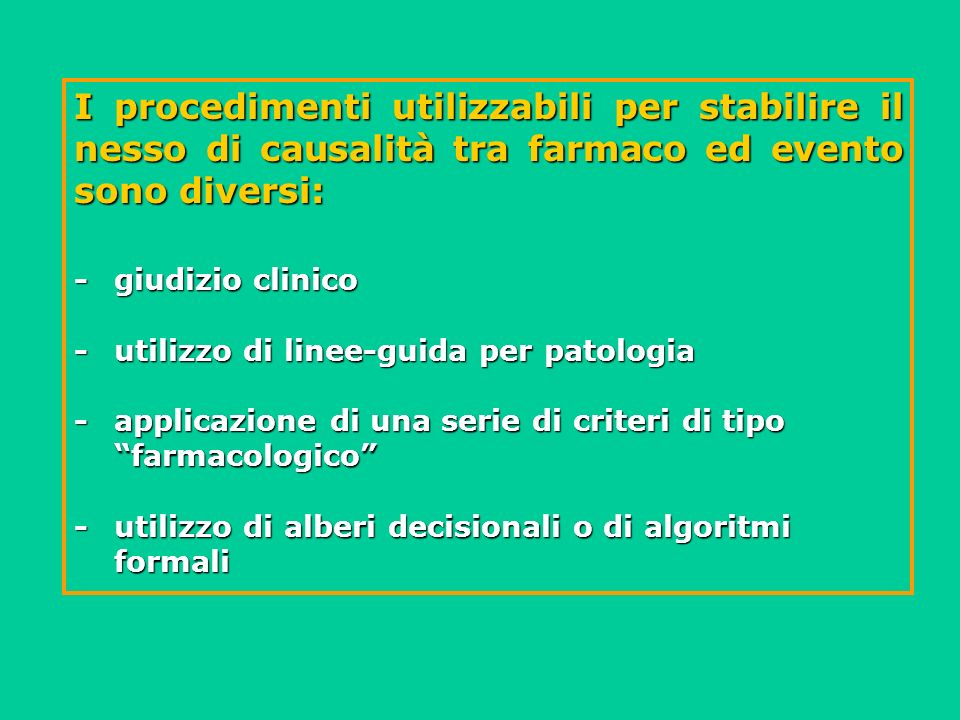 I procedimenti utilizzabili per stabilire il
nesso di causalità tra farmaco ed evento
sono diversi:
- giudizio clinico
- utilizzo di linee-guida per patologia
- applicazione di una serie di criteri di tipo
“farmacologico”
- utilizzo di alberi decisionali o di algoritmi
formali